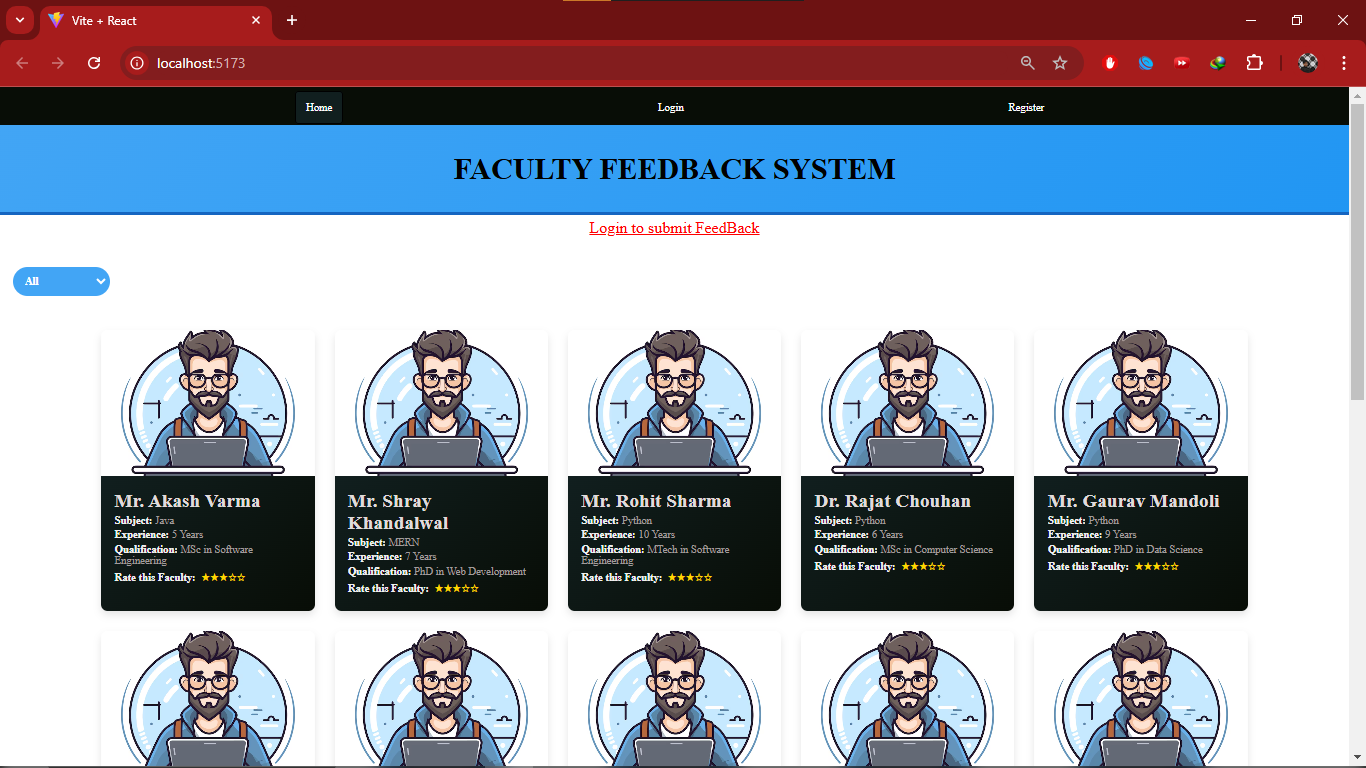 Vite + React
localhost:5173
Home
Login
Register
FACULTY FEEDBACK SYSTEM
Login to submit FeedBack
All
Mr. Akash Varma
Subject: Java
Experience: 5 Years
Qualification: MSc in Software
Engineering
Rate this Faculty: ★★★☆☆
Mr. Shray
Khandalwal
Subject: MERN
Experience: 7 Years
Qualification: PhD in Web Development
Rate this Faculty: ★★★☆☆
Mr. Rohit Sharma
Subject: Python
Experience: 10 Years
Qualification: MTech in Software
Engineering
Rate this Faculty: ★★★☆☆
Dr. Rajat Chouhan
Subject: Python
Experience: 6 Years
Qualification: MSc in Computer Science
Rate this Faculty: ★★★☆☆
Mr. Gaurav Mandoli
Subject: Python
Experience: 9 Years
Qualification: PhD in Data Science
Rate this Faculty: ★★★☆☆